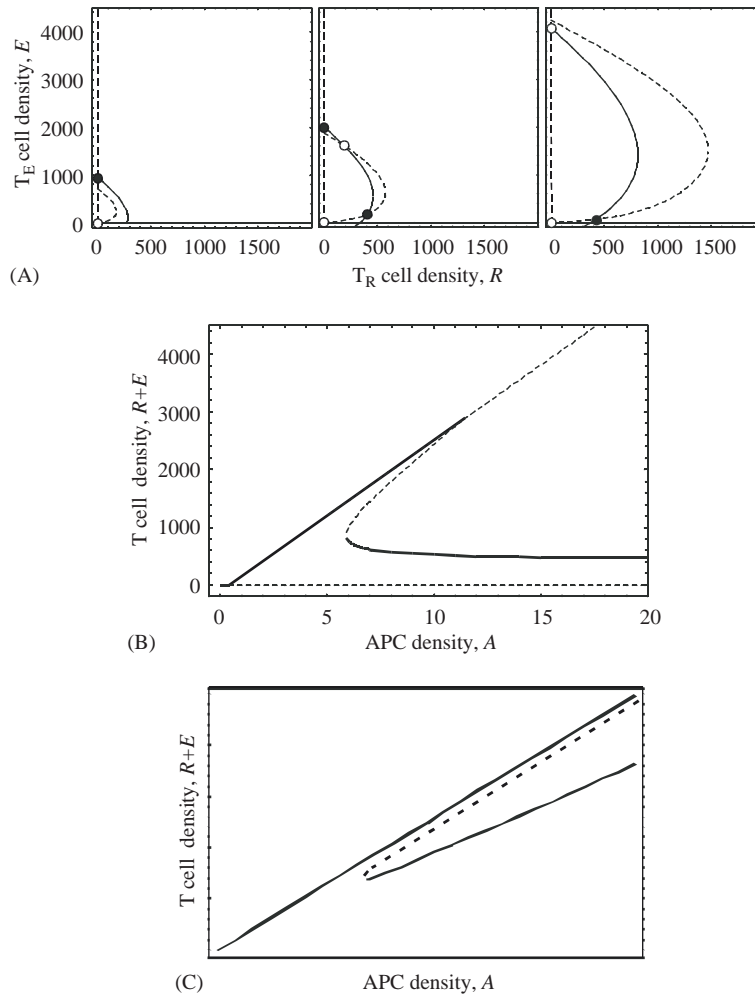 T_E cell density, E
4000
3000
2000
1000
0
0 500 1000 1500
0 500 1000 1500
0 500 1000 1500
T_R cell density, R
(A)
T cell density, R+E
4000
3000
2000
1000
0
0 5 10 15 20
APC density, A
(B)
T cell density, R+E
APC density, A
(C)